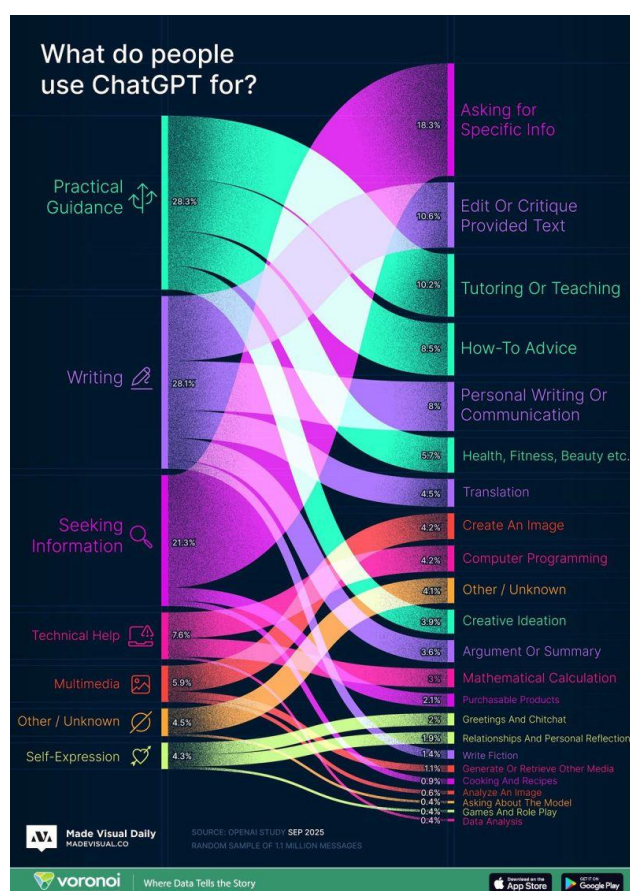 What do people
use ChatGPT for?
Practical
Guidance
28.3%
Writing
28.1%
Seeking
Information
21.3%
Technical Help
7.6%
Multimedia
5.9%
Other / Unknown
4.5%
Self-Expression
4.3%
18.3%
Asking for
Specific Info
10.6%
Edit Or Critique
Provided Text
10.2%
Tutoring Or Teaching
8.5%
How-To Advice
8%
Personal Writing Or
Communication
5.7%
Health, Fitness, Beauty etc.
4.5%
Translation
4.2%
Create An Image
4.2%
Computer Programming
4.1%
Other / Unknown
3.9%
Creative Ideation
3.6%
Argument Or Summary
3%
Mathematical Calculation
2.1%
Purchasable Products
2%
Greetings And Chitchat
1.9%
Relationships And Personal Reflection
1.4%
Write Fiction
1.1%
Generate Or Retrieve Other Media
0.9%
Cooking And Recipes
0.6%
Analyze An Image
0.4%
Asking About The Model
0.4%
Games And Role Play
0.4%
Data Analysis
Made Visual Daily
MADEVISUAL.CO
SOURCE: OPENAI STUDY SEP 2025
RANDOM SAMPLE OF 1.1 MILLION MESSAGES
voronoi
Where Data Tells the Story
Download on the
App Store
GET IT ON
Google Play